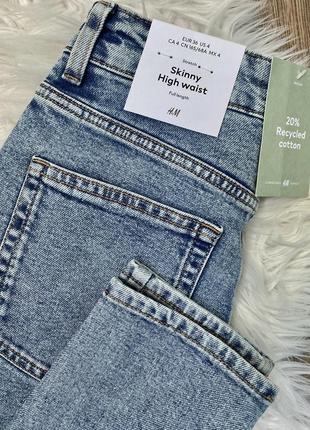 EUR 36 US 4
CA 4 CN 165/68A MX 4
Stretch
Skinny
High waist
Full length
H&M
20%
Recycled
cotton